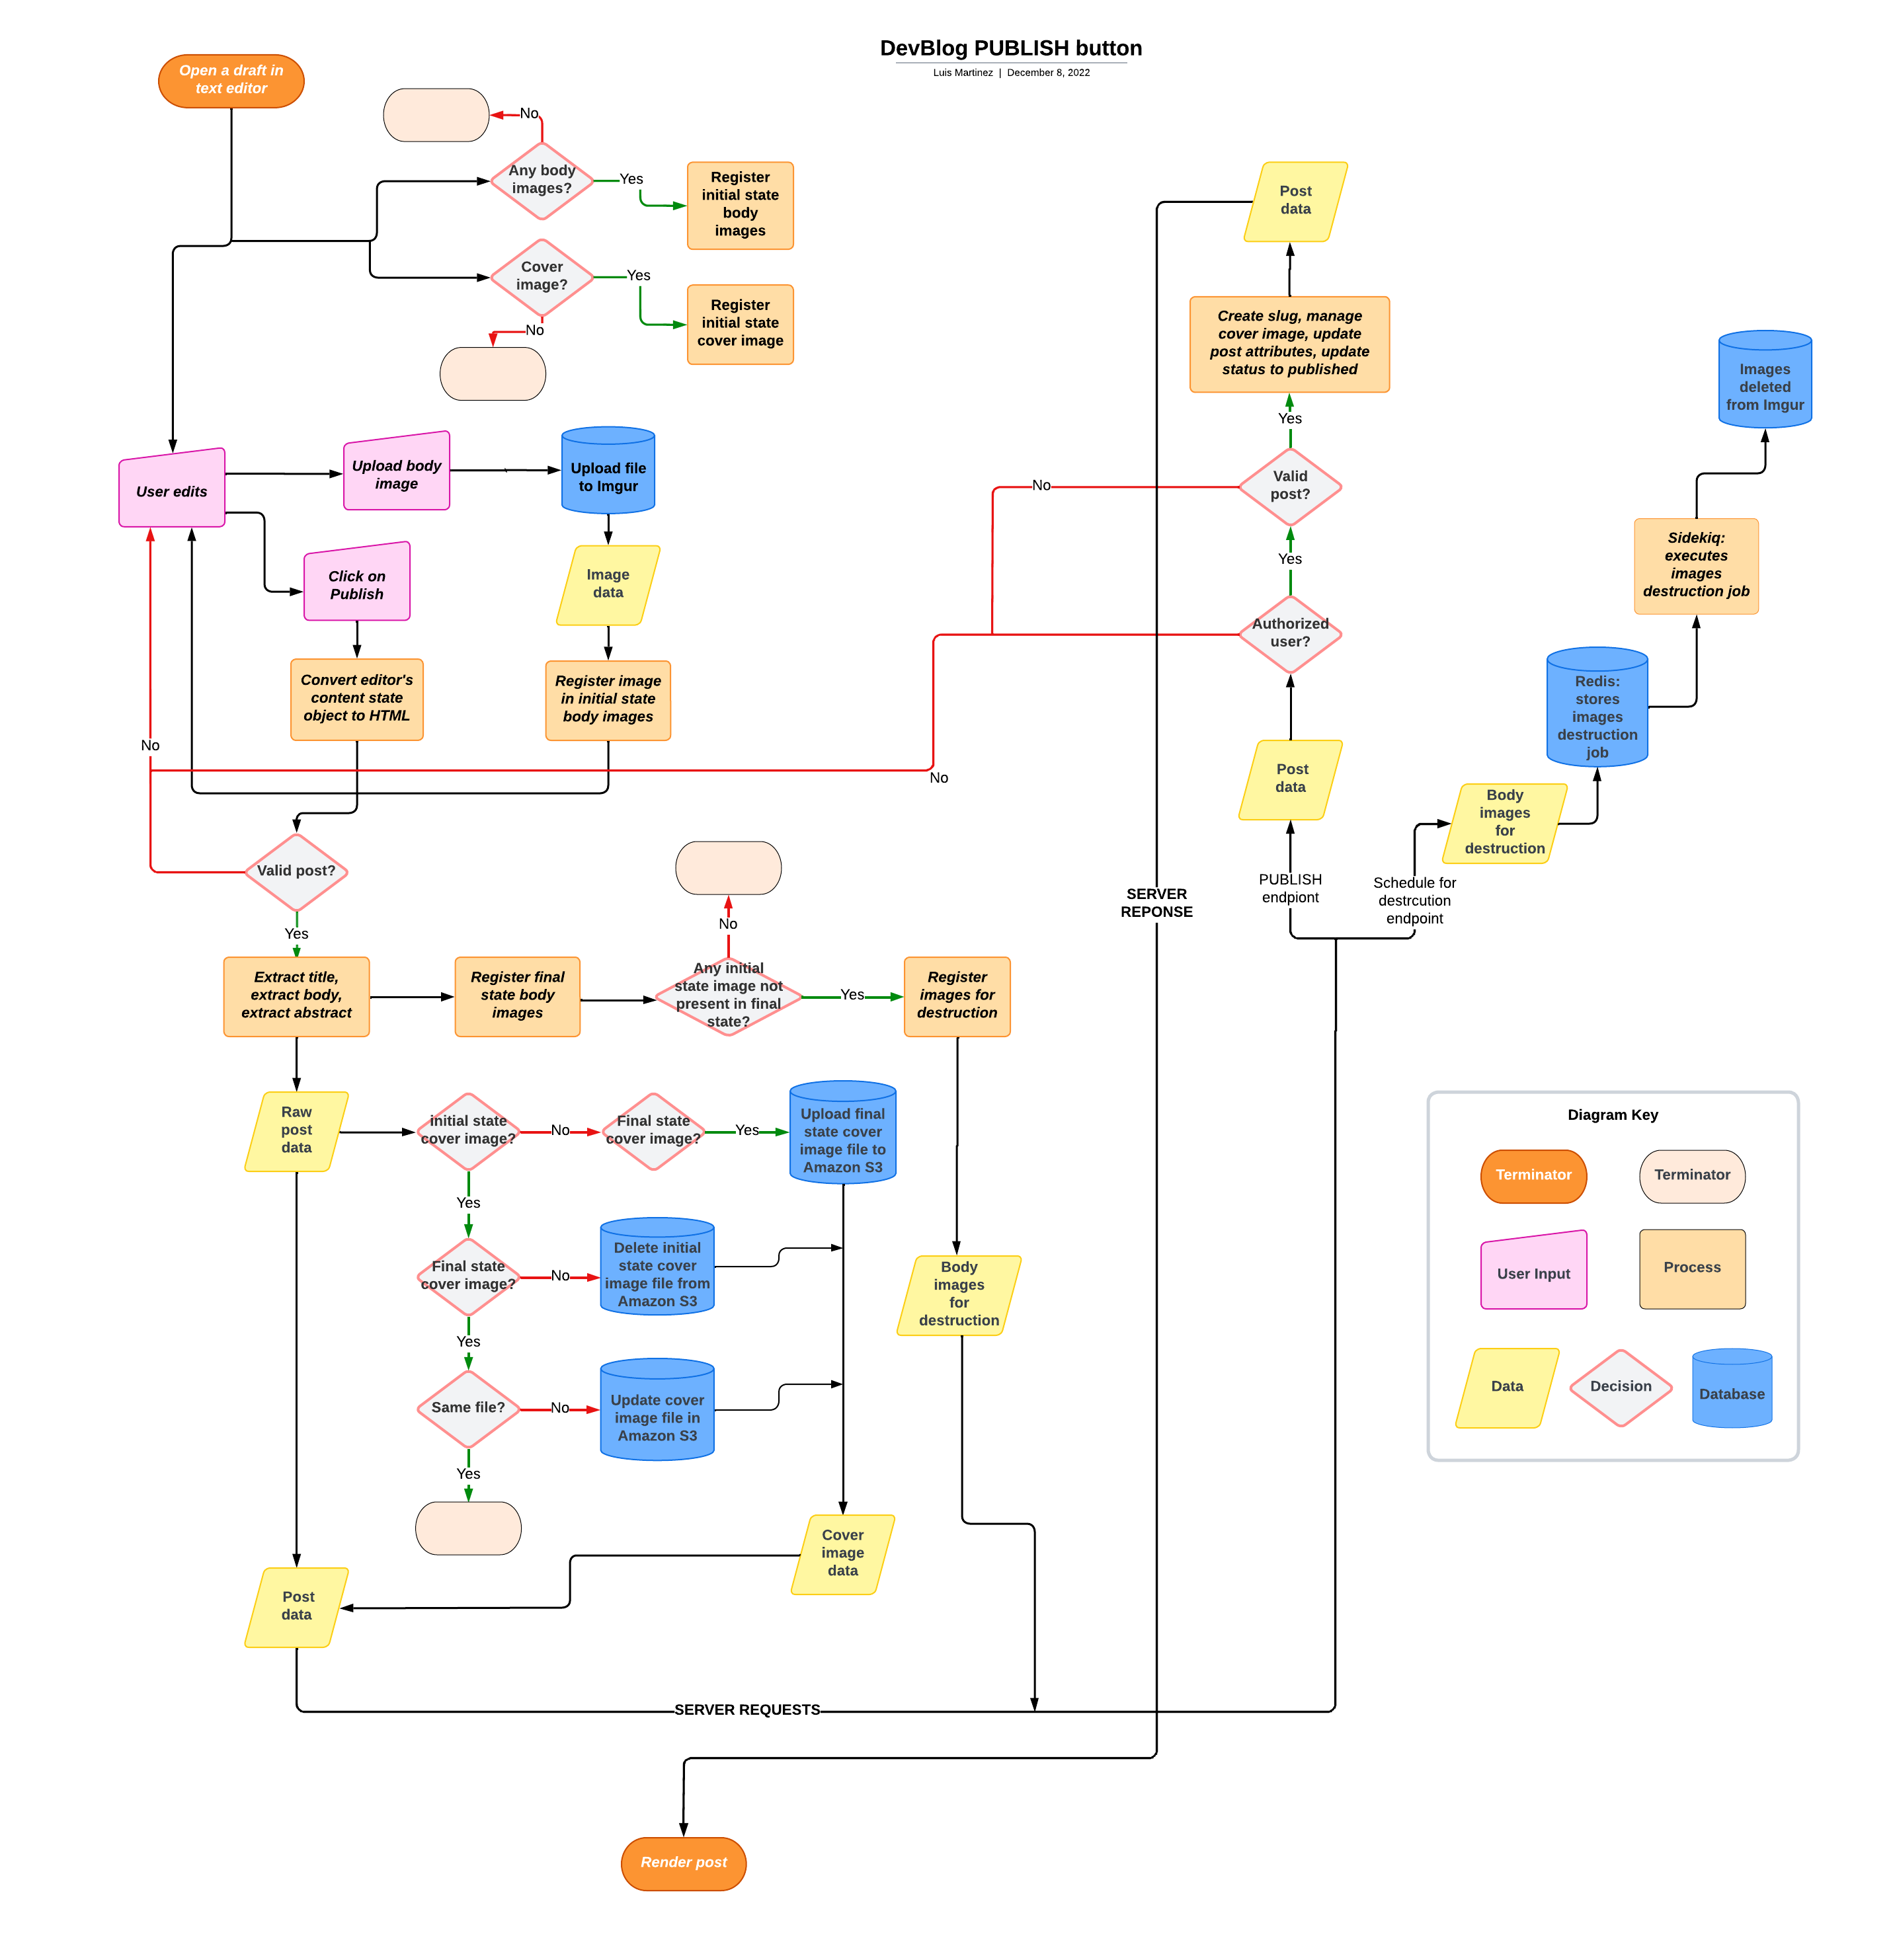 DevBlog PUBLISH button
Luis Martinez | December 8, 2022
Open a draft in
text editor
No
Any body
images?
Yes
Register
initial state
body
images
Cover
image?
Yes
Register
initial state
cover image
No
User edits
Upload body
image
Upload file
to Imgur
Click on
Publish
Image
data
Convert editor's
content state
object to HTML
Register image
in initial state
body images
No
No
Valid post?
Yes
Extract title,
extract body,
extract abstract
Register final
state body
images
No
Any initial
state image not
present in final
state?
Yes
Register
images for
destruction
Raw
post
data
initial state
cover image?
No
Final state
cover image?
Yes
Upload final
state cover
image file to
Amazon S3
Yes
Final state
cover image?
No
Delete initial
state cover
image file from
Amazon S3
Body
images
for
destruction
Yes
Same file?
No
Update cover
image file in
Amazon S3
Yes
Cover
image
data
Post
data
SERVER REQUESTS
Render post
SERVER
REPONSE
Post
data
Create slug, manage
cover image, update
post attributes, update
status to published
Yes
Valid
post?
No
Yes
Authorized
user?
Post
data
PUBLISH
endpiont
Schedule for
destrcution
endpoint
Body
images
for
destruction
Redis:
stores
images
destruction
job
Sidekiq:
executes
images
destruction job
Images
deleted
from Imgur
Diagram Key
Terminator
Terminator
User Input
Process
Data
Decision
Database